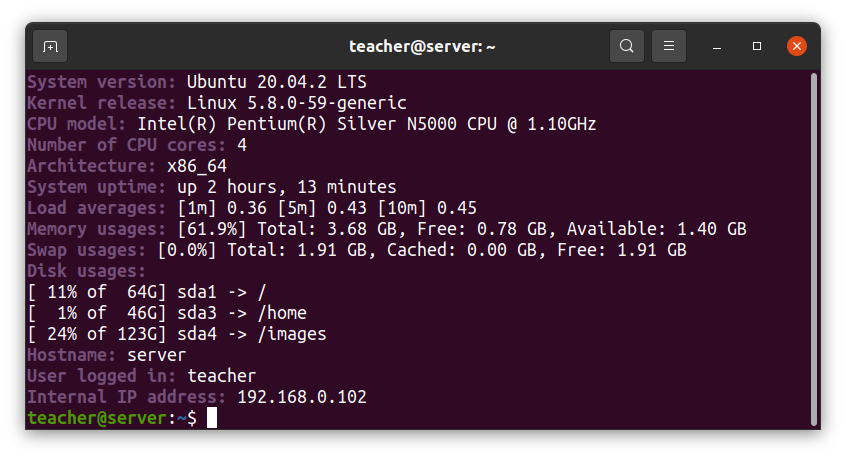 teacher@server: ~
System version: Ubuntu 20.04.2 LTS
Kernel release: Linux 5.8.0-59-generic
CPU model: Intel(R) Pentium(R) Silver N5000 CPU @ 1.10GHz
Number of CPU cores: 4
Architecture: x86_64
System uptime: up 2 hours, 13 minutes
Load averages: [1m] 0.36 [5m] 0.43 [10m] 0.45
Memory usages: [61.9%] Total: 3.68 GB, Free: 0.78 GB, Available: 1.40 GB
Swap usages: [0.0%] Total: 1.91 GB, Cached: 0.00 GB, Free: 1.91 GB
Disk usages:
[ 11% of  64G] sda1 -> /
[  1% of  46G] sda3 -> /home
[ 24% of 123G] sda4 -> /images
Hostname: server
User logged in: teacher
Internal IP address: 192.168.0.102
teacher@server:~$